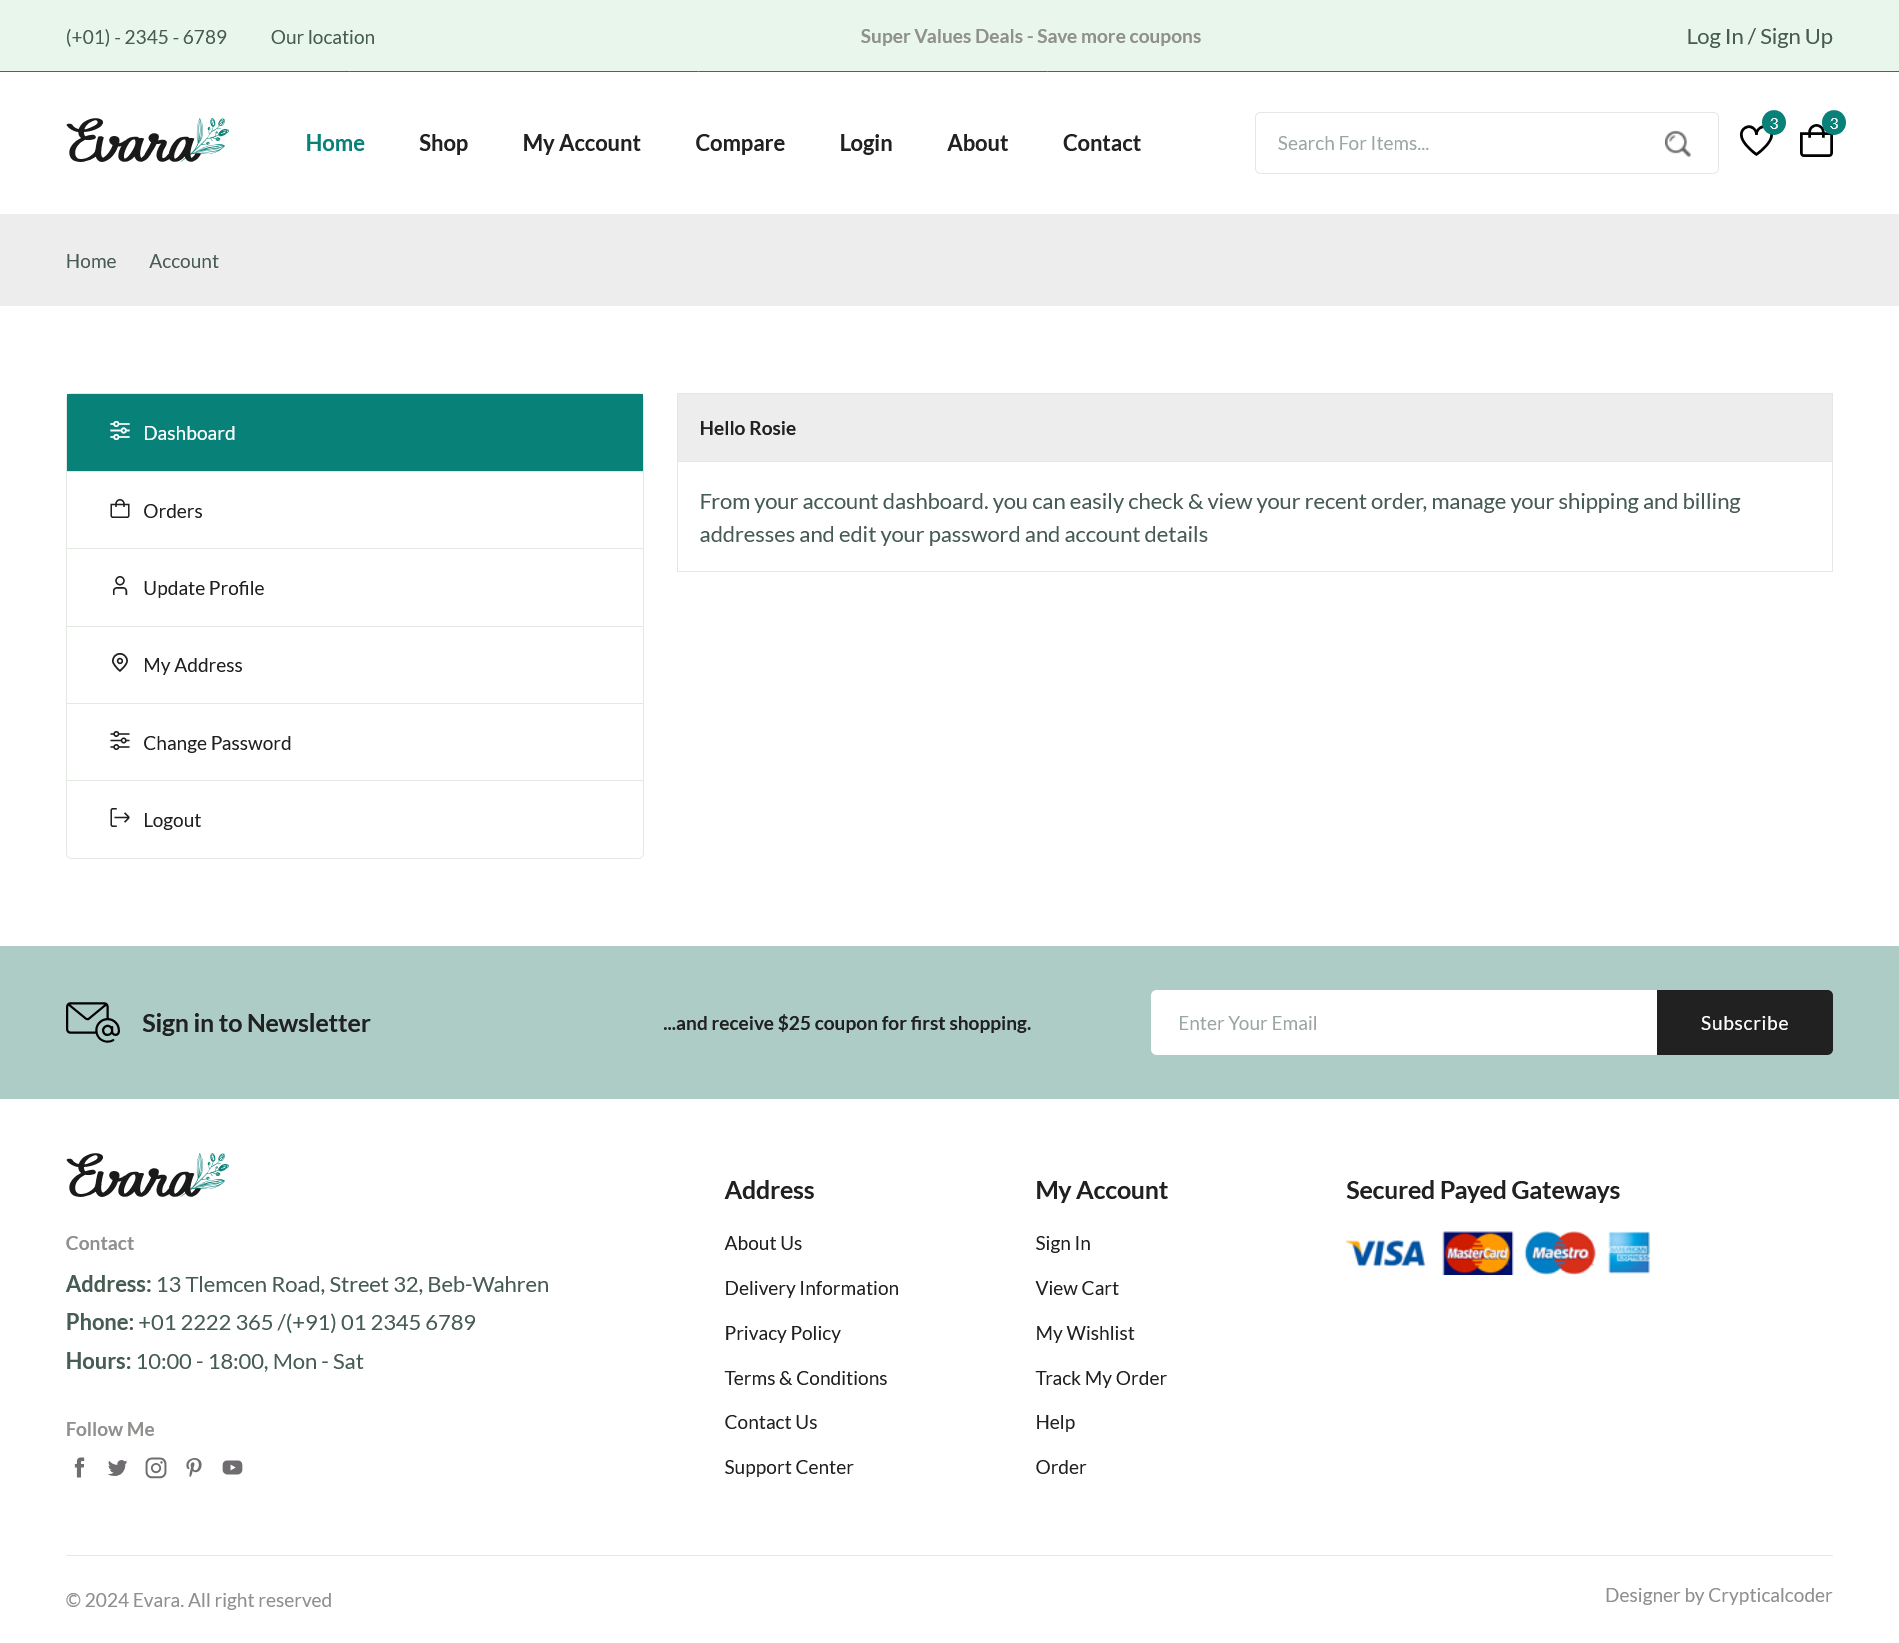 (+01) - 2345 - 6789 Our location Super Values Deals - Save more coupons Log In / Sign Up
Evara Home Shop My Account Compare Login About Contact Search For Items... 3 3
Home Account
Dashboard
Orders
Update Profile
My Address
Change Password
Logout
Hello Rosie
From your account dashboard. you can easily check & view your recent order, manage your shipping and billing
addresses and edit your password and account details
Sign in to Newsletter ...and receive $25 coupon for first shopping. Enter Your Email Subscribe
Evara
Contact
Address: 13 Tlemcen Road, Street 32, Beb-Wahren
Phone: +01 2222 365 /(+91) 01 2345 6789
Hours: 10:00 - 18:00, Mon - Sat
Follow Me
Address
About Us
Delivery Information
Privacy Policy
Terms & Conditions
Contact Us
Support Center
My Account
Sign In
View Cart
My Wishlist
Track My Order
Help
Order
Secured Payed Gateways
VISA MasterCard Maestro AMERICAN EXPRESS
© 2024 Evara. All right reserved Designer by Crypticalcoder